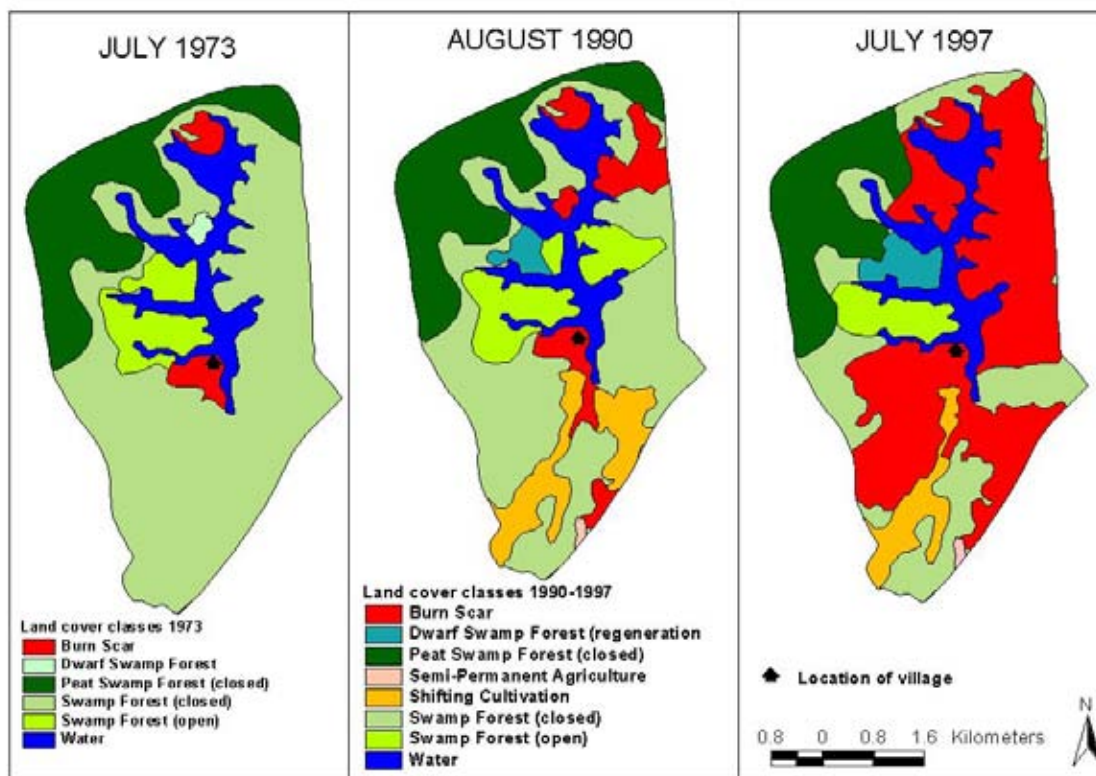 JULY 1973
Land cover classes 1973
Burn Scar
Dwarf Swamp Forest
Peat Swamp Forest (closed)
Swamp Forest (closed)
Swamp Forest (open)
Water
AUGUST 1990
Land cover classes 1990-1997
Burn Scar
Dwarf Swamp Forest (regeneration
Peat Swamp Forest (closed)
Semi-Permanent Agriculture
Shifting Cultivation
Swamp Forest (closed)
Swamp Forest (open)
Water
JULY 1997
Location of village
N
0.8 0 0.8 1.6 Kilometers